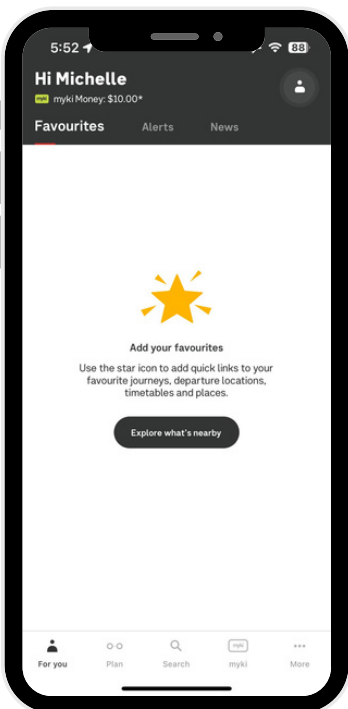 5:52
88
Hi Michelle
myki myki Money: $10.00*
Favourites Alerts News
Add your favourites
Use the star icon to add quick links to your
favourite journeys, departure locations,
timetables and places.
Explore what's nearby
myki
For you Plan Search myki More